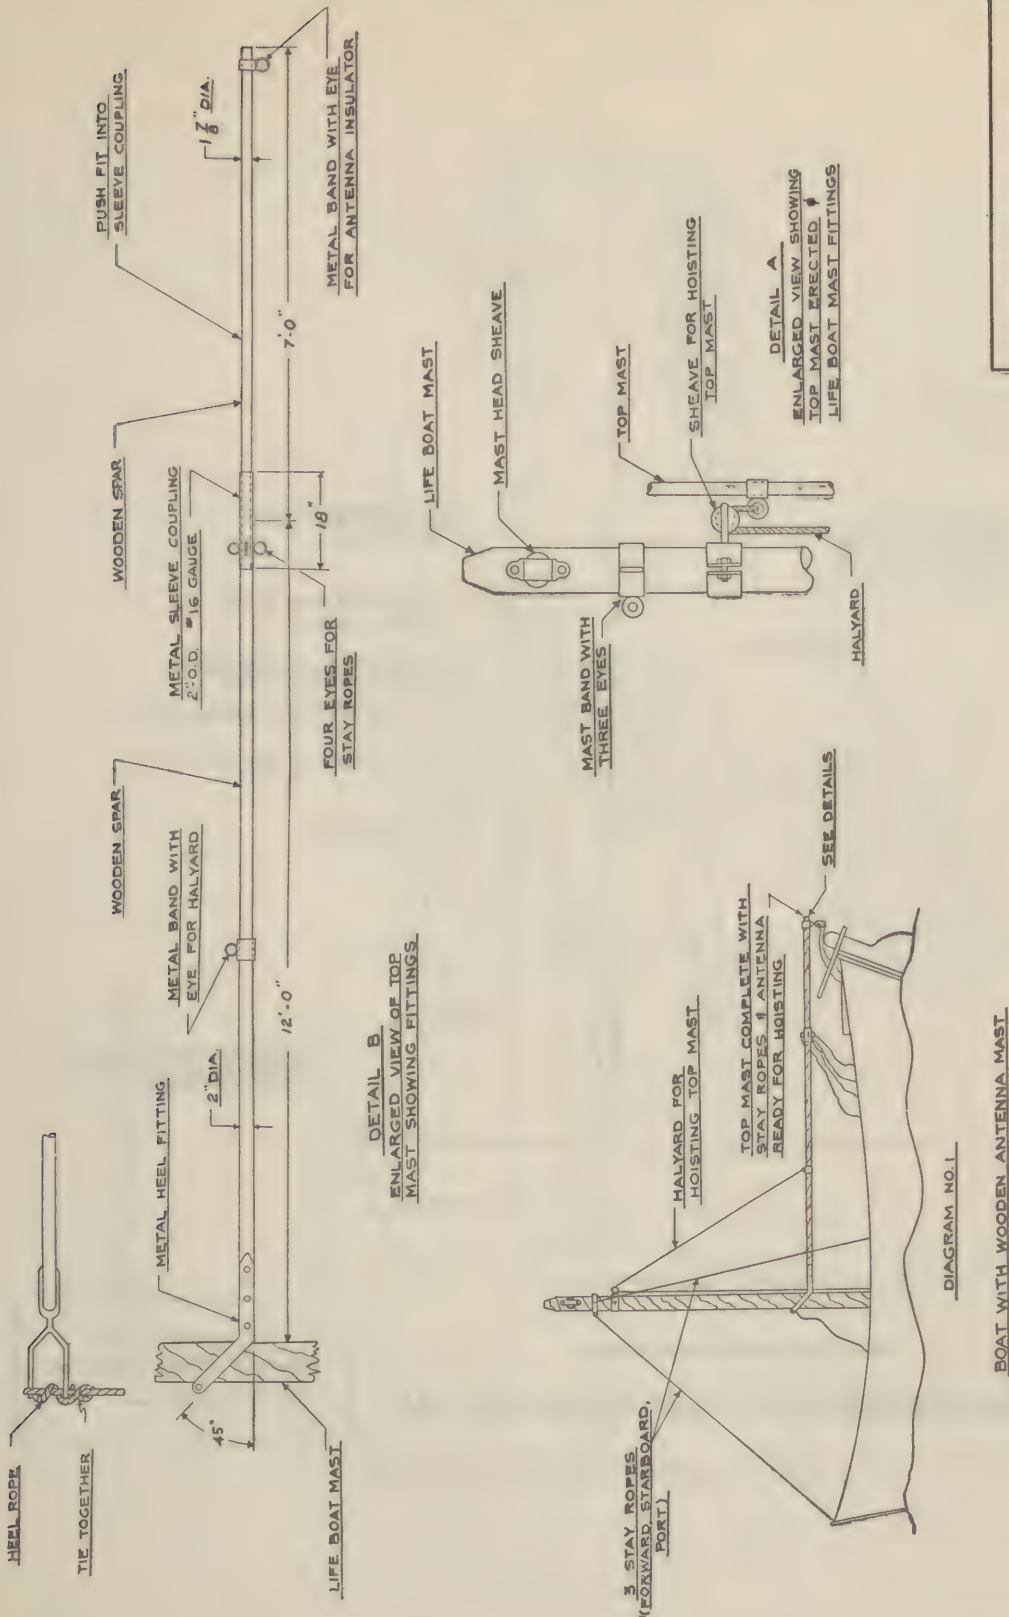 HEEL ROPE
TIE TOGETHER
METAL HEEL FITTING
2" DIA.
45°
LIFE BOAT MAST
METAL BAND WITH
EYE FOR HALYARD
12'-0"
WOODEN SPAR
METAL SLEEVE COUPLING
2" O.D. #16 GAUGE
18"
FOUR EYES FOR
STAY ROPES
WOODEN SPAR
PUSH FIT INTO
SLEEVE COUPLING
1 7/8" DIA.
7'-0"
METAL BAND WITH EYE
FOR ANTENNA INSULATOR
DETAIL B
ENLARGED VIEW OF TOP
MAST SHOWING FITTINGS
3 STAY ROPES
(FORWARD, STARBOARD,
PORT)
HALYARD FOR
HOISTING TOP MAST
TOP MAST COMPLETE WITH
STAY ROPES & ANTENNA
READY FOR HOISTING
SEE DETAILS
DIAGRAM NO. 1
BOAT WITH WOODEN ANTENNA MAST
LIFE BOAT MAST
MAST HEAD SHEAVE
MAST BAND WITH
THREE EYES
TOP MAST
SHEAVE FOR HOISTING
TOP MAST
HALYARD
DETAIL A
ENLARGED VIEW SHOWING
TOP MAST ERECTED &
LIFE BOAT MAST FITTINGS